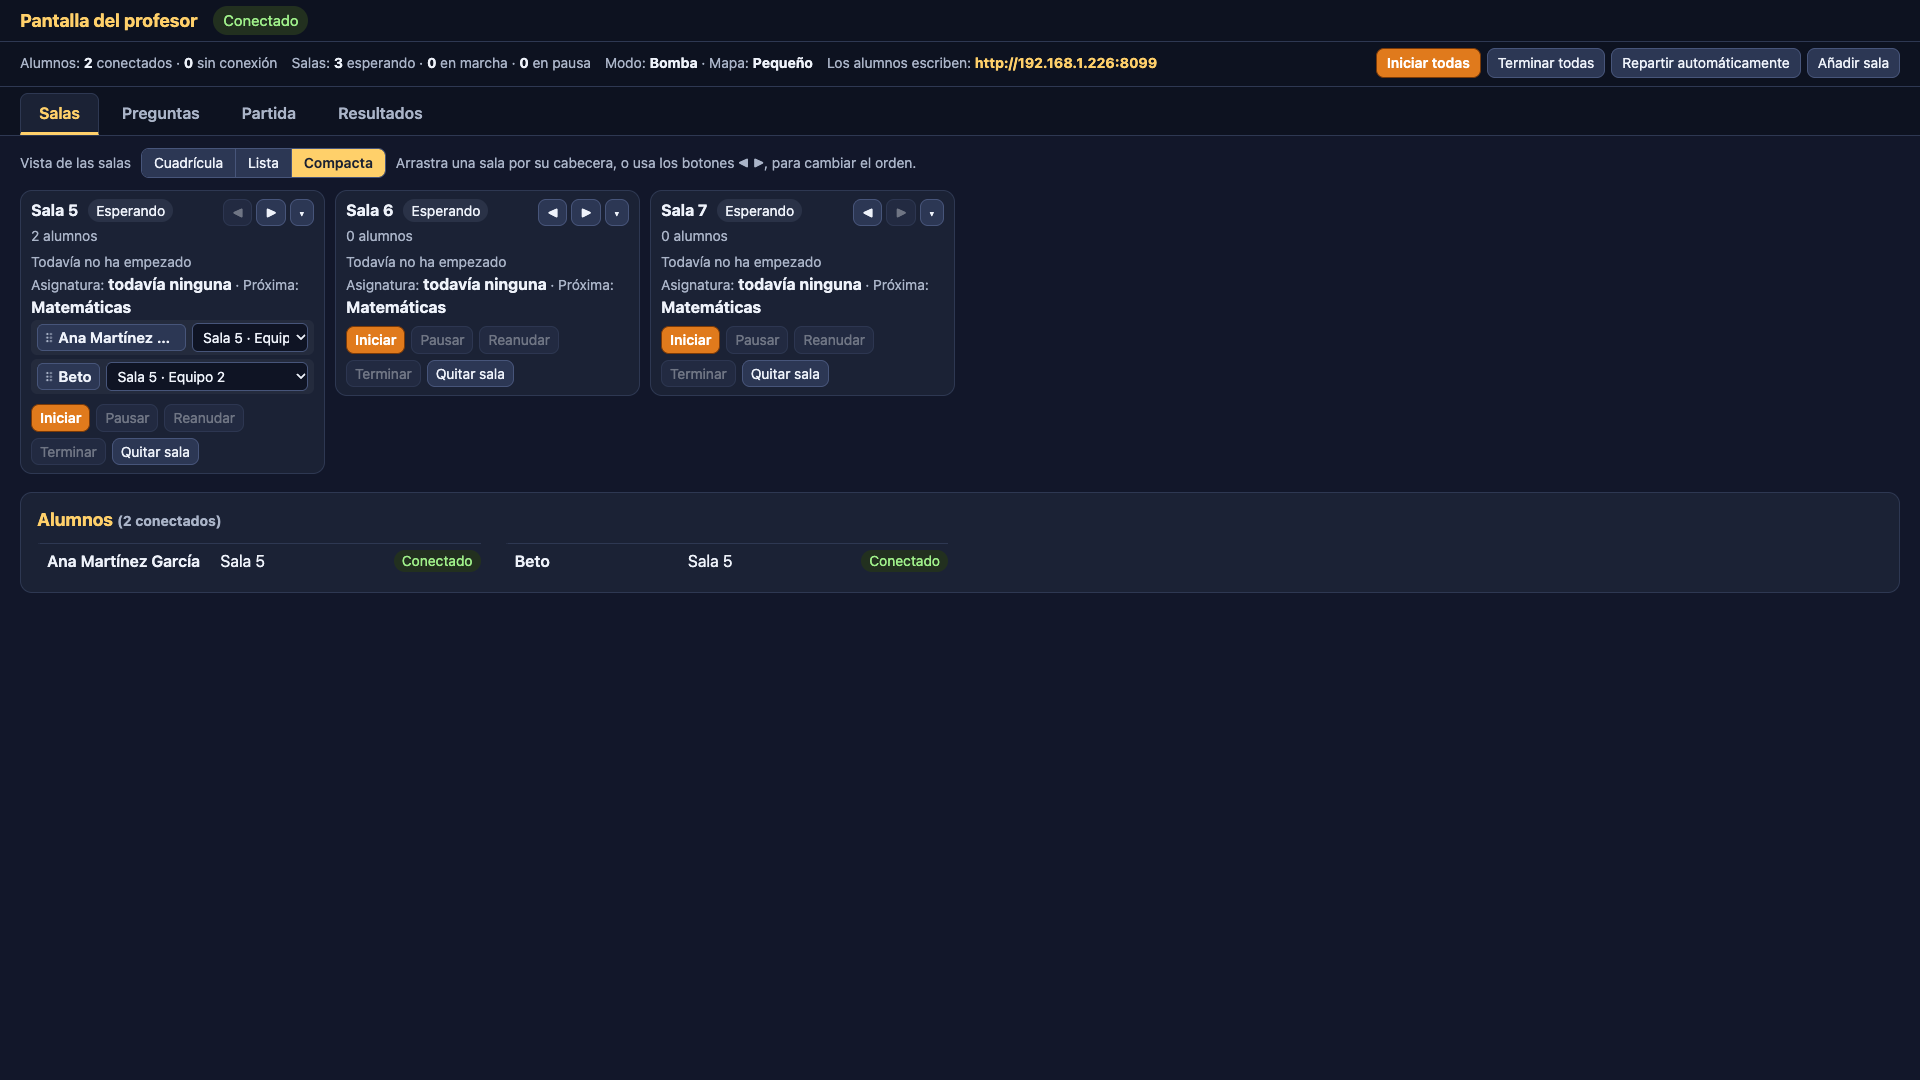 Pantalla del profesor Conectado
Alumnos: 2 conectados · 0 sin conexión Salas: 3 esperando · 0 en marcha · 0 en pausa Modo: Bomba · Mapa: Pequeño Los alumnos escriben: http://192.168.1.226:8099 Iniciar todas Terminar todas Repartir automáticamente Añadir sala
Salas Preguntas Partida Resultados
Vista de las salas Cuadrícula Lista Compacta Arrastra una sala por su cabecera, o usa los botones ◀ ▶, para cambiar el orden.
Sala 5 Esperando ◀ ▶ ▾
2 alumnos
Todavía no ha empezado
Asignatura: todavía ninguna · Próxima:
Matemáticas
Ana Martínez ... Sala 5 · Equip
Beto Sala 5 · Equipo 2
Iniciar Pausar Reanudar
Terminar Quitar sala
Sala 6 Esperando ◀ ▶ ▾
0 alumnos
Todavía no ha empezado
Asignatura: todavía ninguna · Próxima:
Matemáticas
Iniciar Pausar Reanudar
Terminar Quitar sala
Sala 7 Esperando ◀ ▶ ▾
0 alumnos
Todavía no ha empezado
Asignatura: todavía ninguna · Próxima:
Matemáticas
Iniciar Pausar Reanudar
Terminar Quitar sala
Alumnos (2 conectados)
Ana Martínez García Sala 5 Conectado Beto Sala 5 Conectado